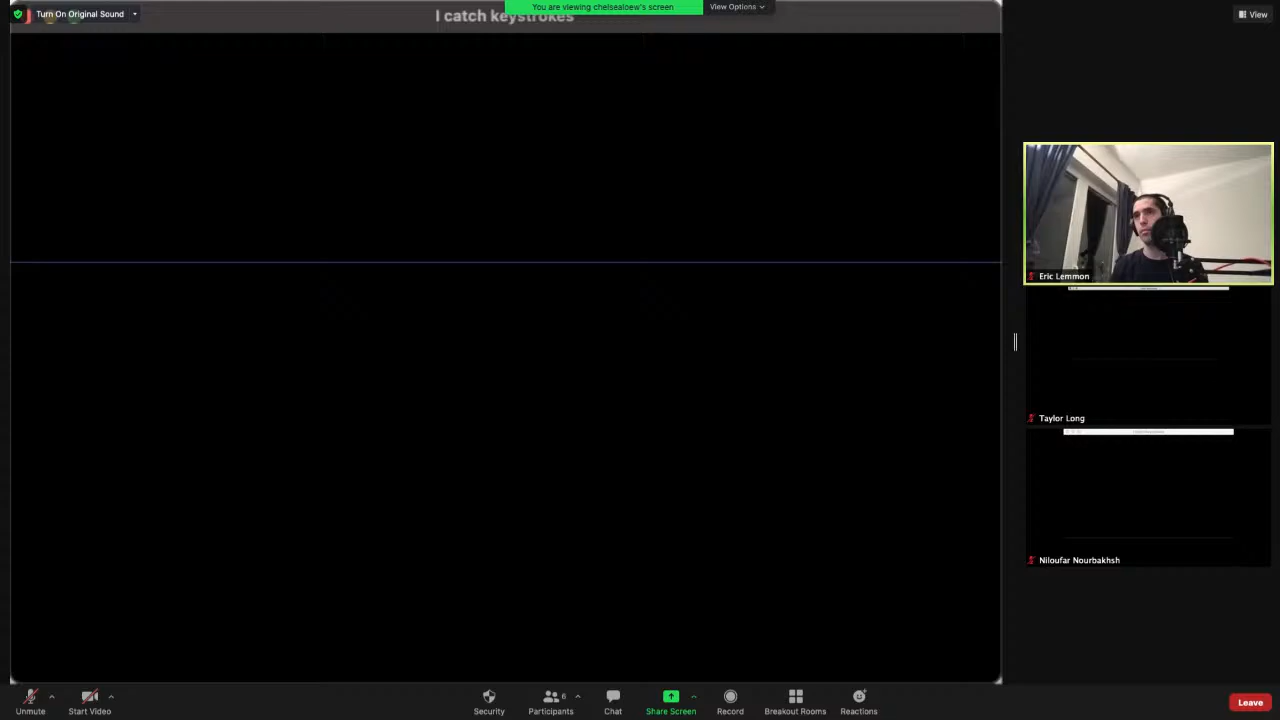 Turn On Original Sound
I catch keystrokes
You are viewing chelsealoew's screen
View Options
View
Eric Lemmon
Taylor Long
Niloufar Nourbakhsh
Unmute
Start Video
Security
6
Participants
Chat
Share Screen
Record
Breakout Rooms
Reactions
Leave